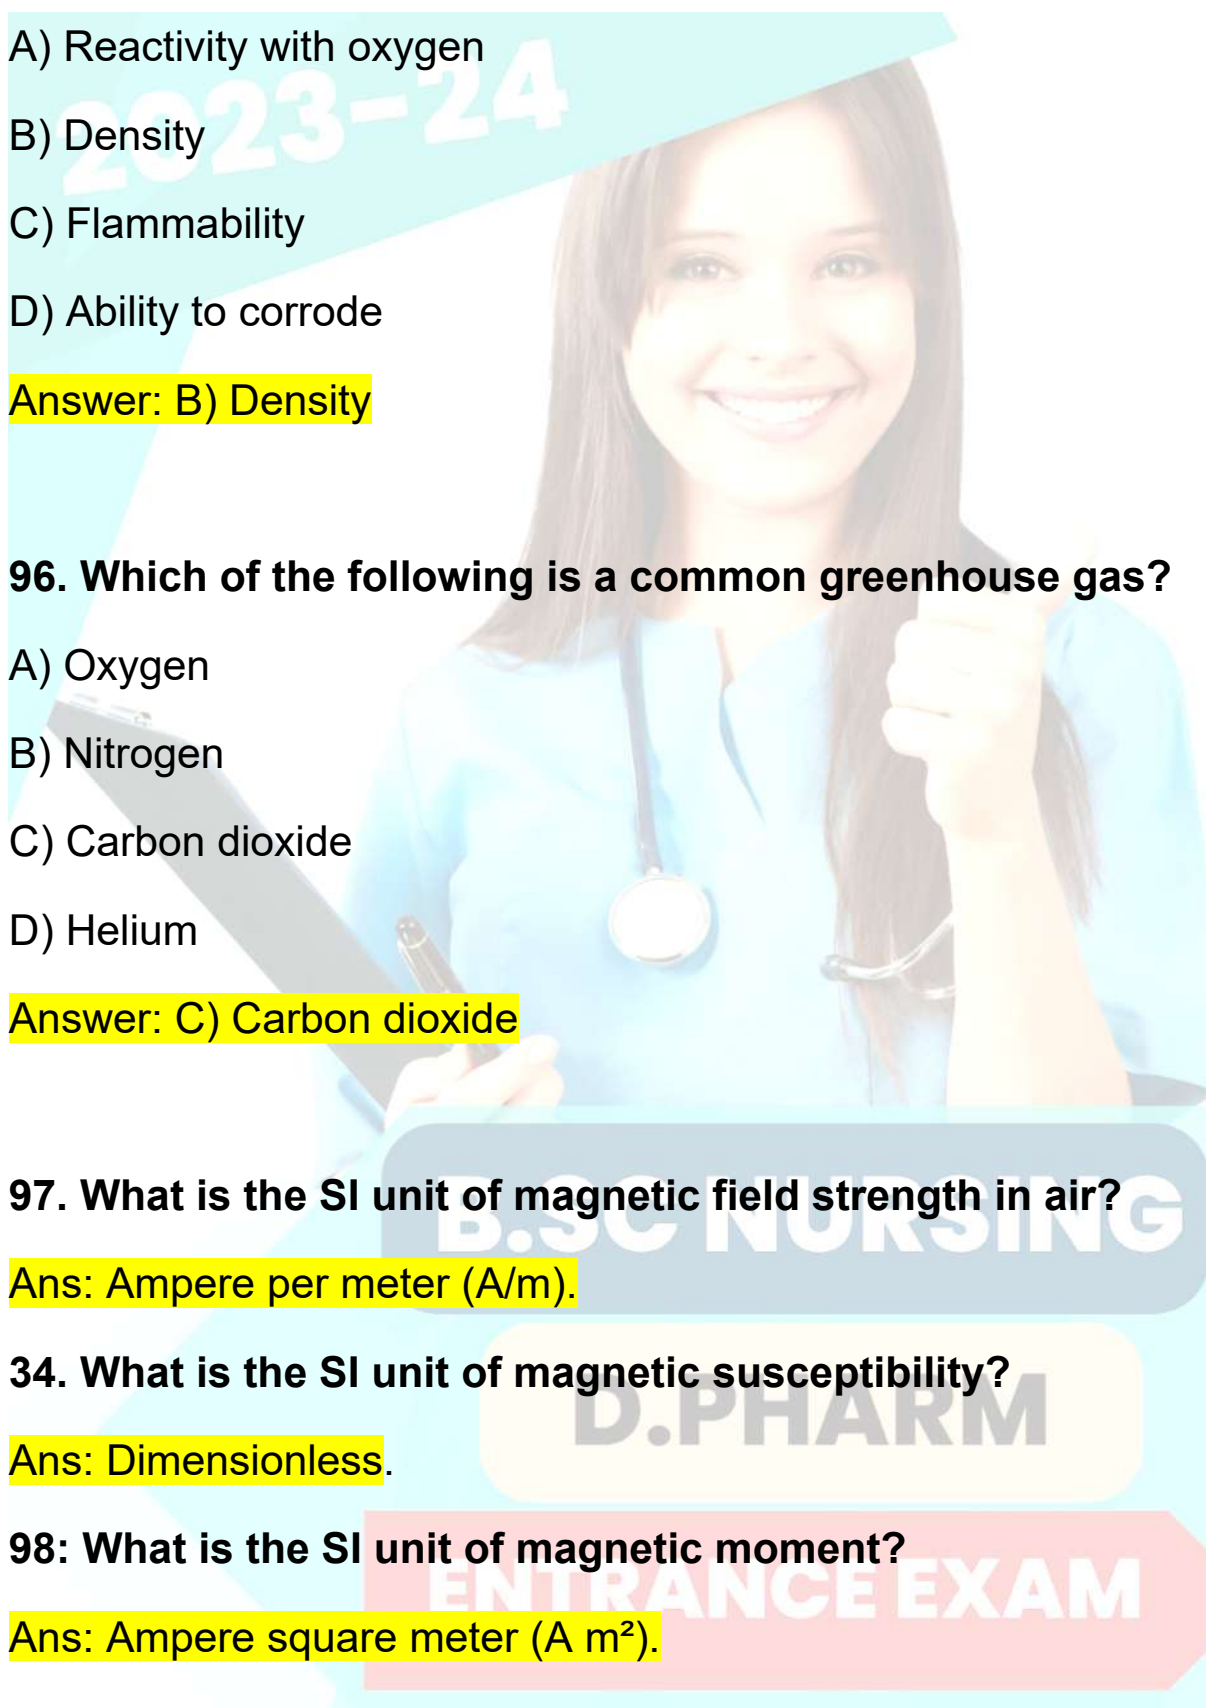 2023-24
A) Reactivity with oxygen
B) Density
C) Flammability
D) Ability to corrode
Answer: B) Density
96. Which of the following is a common greenhouse gas?
A) Oxygen
B) Nitrogen
C) Carbon dioxide
D) Helium
Answer: C) Carbon dioxide
97. What is the SI unit of magnetic field strength in air?
B.SC NURSING
Ans: Ampere per meter (A/m).
34. What is the SI unit of magnetic susceptibility?
D.PHARM
Ans: Dimensionless.
98: What is the SI unit of magnetic moment?
ENTRANCE EXAM
Ans: Ampere square meter (A m²).